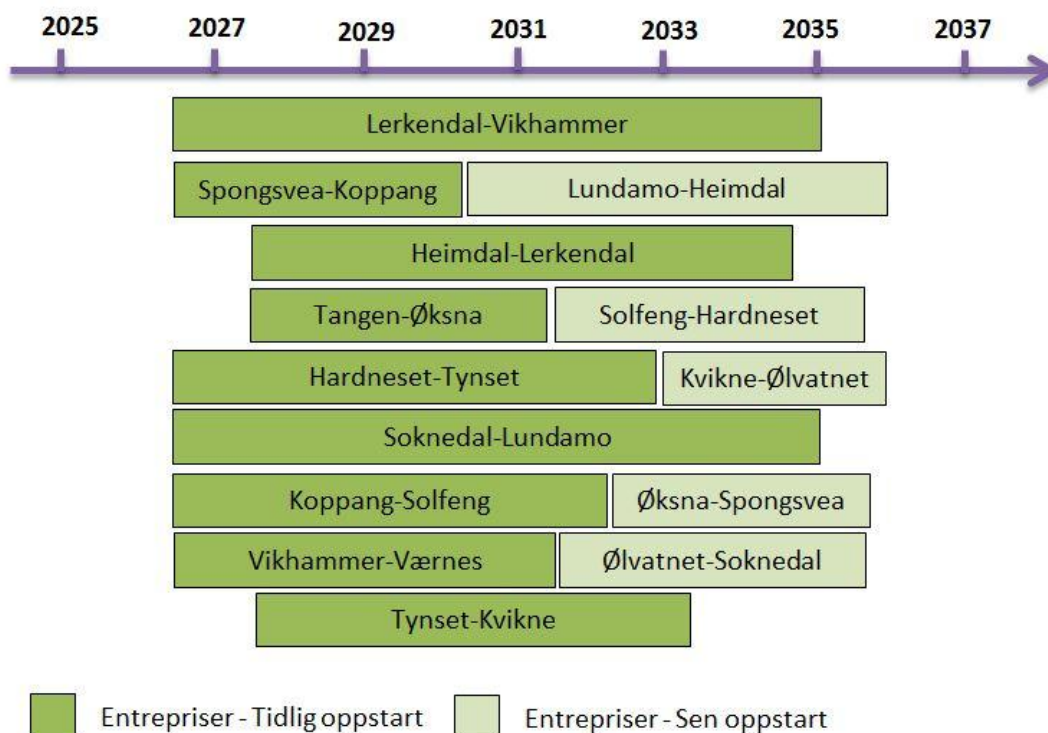 2025 2027 2029 2031 2033 2035 2037
Lerkendal-Vikhammer
Spongsvea-Koppang Lundamo-Heimdal
Heimdal-Lerkendal
Tangen-Øksna Solfeng-Hardneset
Hardneset-Tynset Kvikne-Ølvatnet
Soknedal-Lundamo
Koppang-Solfeng Øksna-Spongsvea
Vikhammer-Værnes Ølvatnet-Soknedal
Tynset-Kvikne
Entrepriser - Tidlig oppstart Entrepriser - Sen oppstart